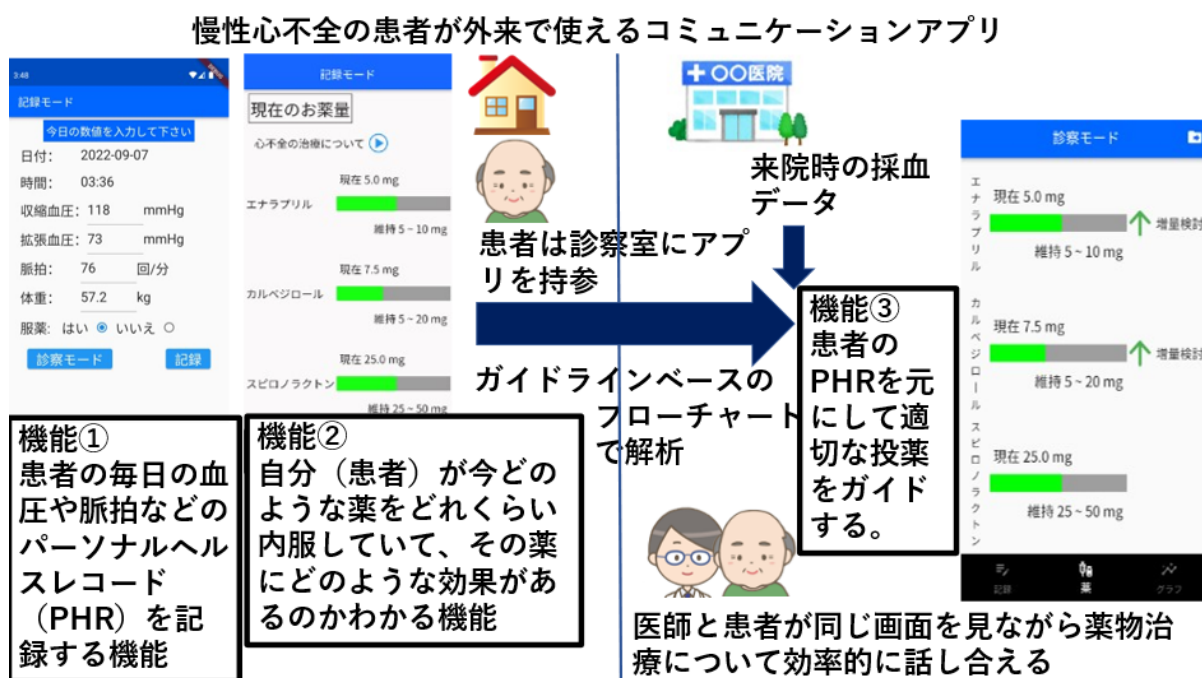 慢性心不全の患者が外来で使えるコミュニケーションアプリ
3:48
記録モード
今日の数値を入力して下さい
日付: 2022-09-07
時間: 03:36
収縮血圧: 118 mmHg
拡張血圧: 73 mmHg
脈拍: 76 回/分
体重: 57.2 kg
服薬: はい いいえ
診察モード 記録
機能①
患者の毎日の血
圧や脈拍などの
パーソナルヘル
スレコード
（PHR）を記
録する機能
記録モード
現在のお薬量
心不全の治療について
現在 5.0 mg
エナラプリル
維持 5 ~ 10 mg
現在 7.5 mg
カルベジロール
維持 5 ~ 20 mg
現在 25.0 mg
スピロノラクトン
維持 25 ~ 50 mg
機能②
自分（患者）が今どの
ような薬をどれくらい
内服していて、その薬
にどのような効果があ
るのかわかる機能
患者は診察室にアプ
リを持参
ガイドラインベースの
フローチャート
で解析
〇〇医院
来院時の採血
データ
機能③
患者の
PHRを元
にして適
切な投薬
をガイド
する。
診察モード
エナラプリル
現在 5.0 mg
増量検討
維持 5 ~ 10 mg
カルベジロール
現在 7.5 mg
増量検討
維持 5 ~ 20 mg
スピロノラクトン
現在 25.0 mg
維持 25 ~ 50 mg
記録 薬 グラフ
医師と患者が同じ画面を見ながら薬物治
療について効率的に話し合える